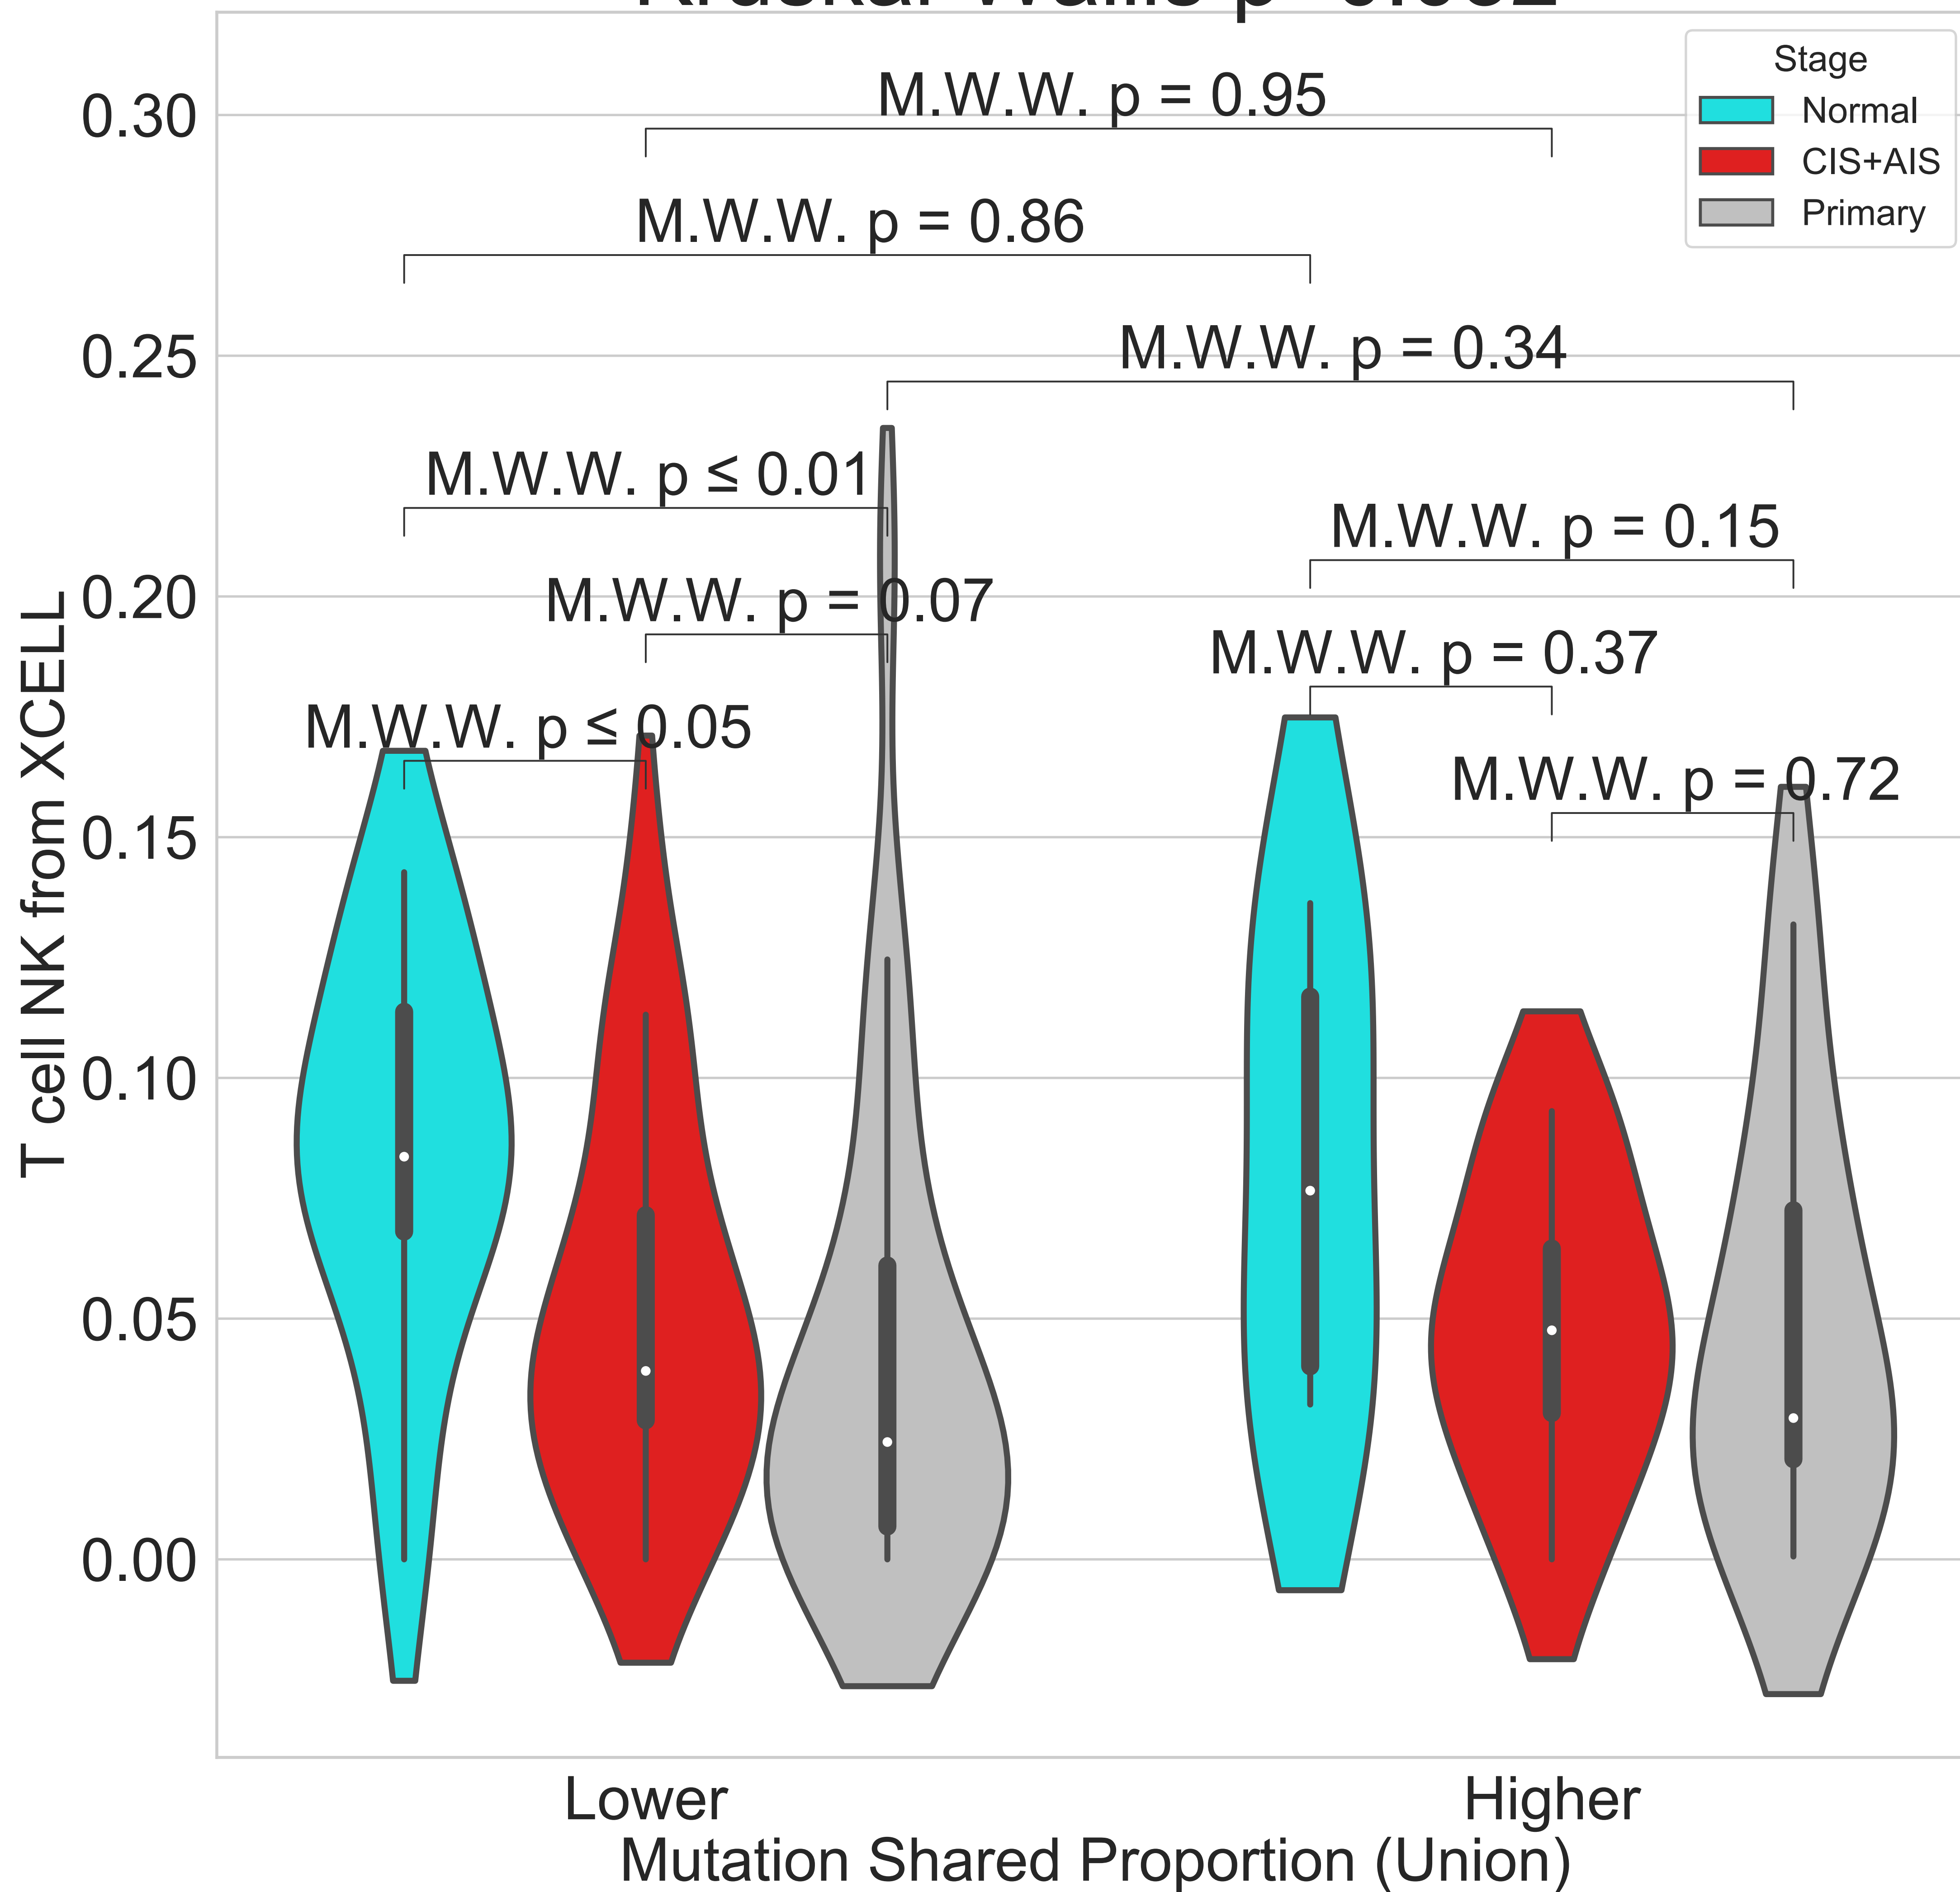 M.W.W. p = 0.95
M.W.W. p = 0.86
M.W.W. p = 0.34
M.W.W. p ≤ 0.01
M.W.W. p = 0.15
M.W.W. p = 0.07
M.W.W. p = 0.37
M.W.W. p ≤ 0.05
M.W.W. p = 0.72
Stage
Normal
CIS+AIS
Primary
T cell NK from XCELL
0.30
0.25
0.20
0.15
0.10
0.05
0.00
Lower
Higher
Mutation Shared Proportion (Union)